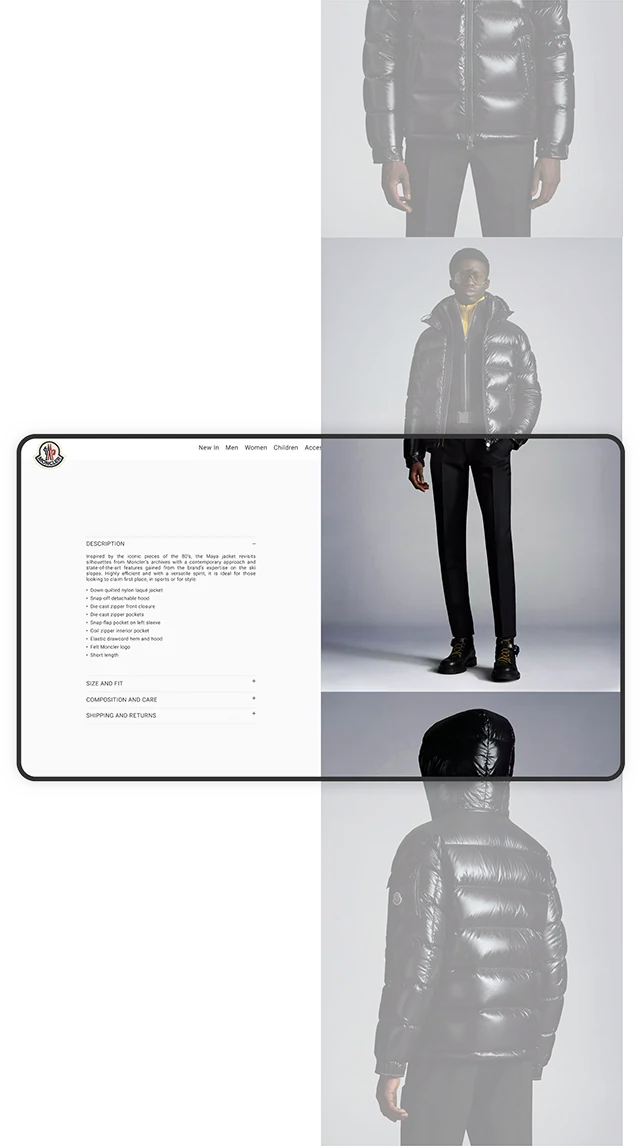 MONCLER
New In Men Women Children Acces
DESCRIPTION –
Inspired by the iconic pieces of the 80's, the Maya jacket revisits
silhouettes from Moncler's archives with a contemporary approach and
state-of-the-art features gained from the brand's expertise on the ski
slopes. Highly efficient and with a versatile spirit, it is ideal for those
looking to claim first place, in sports or for style.
• Down quilted nylon laqué jacket
• Snap-off detachable hood
• Die-cast zipper front closure
• Die-cast zipper pockets
• Snap flap pocket on left sleeve
• Coil zipper interior pocket
• Elastic drawcord hem and hood
• Felt Moncler logo
• Short length
SIZE AND FIT +
COMPOSITION AND CARE +
SHIPPING AND RETURNS +